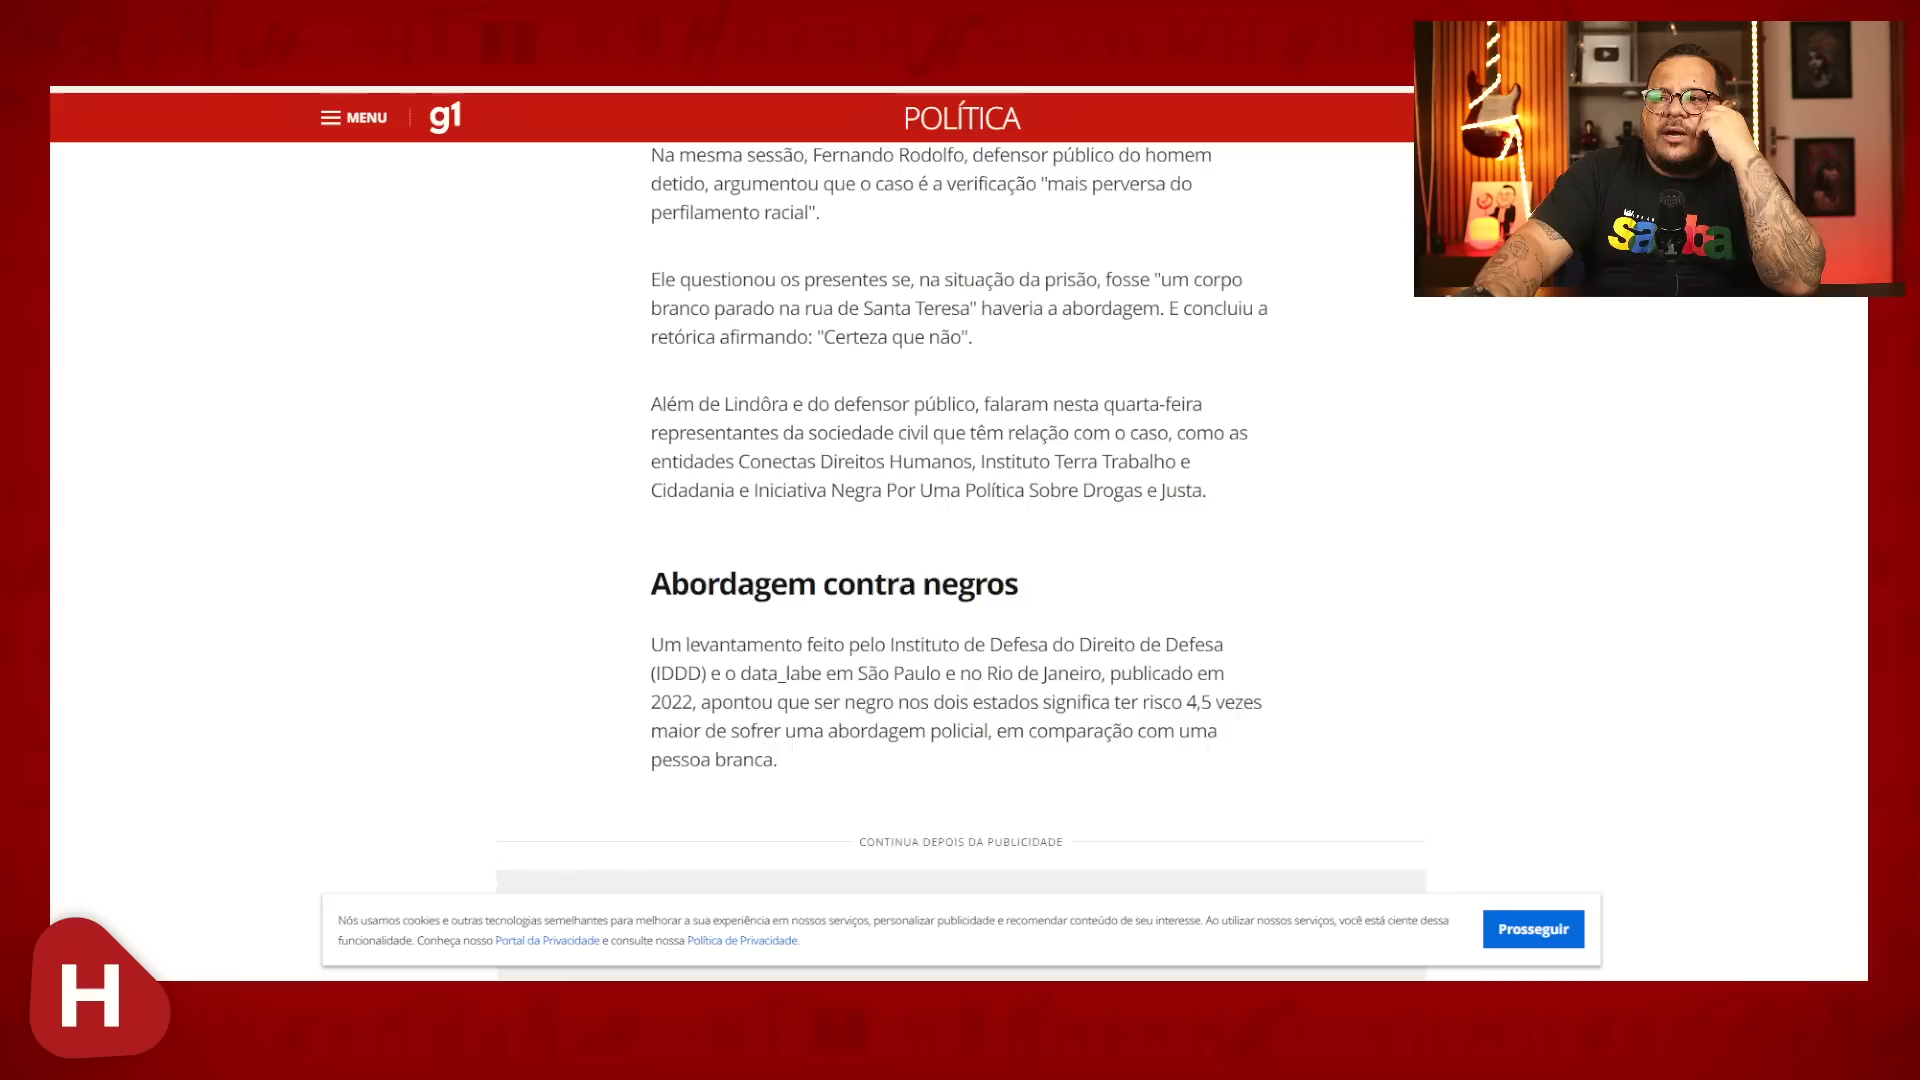 MENU
g1
POLÍTICA
Na mesma sessão, Fernando Rodolfo, defensor público do homem
detido, argumentou que o caso é a verificação "mais perversa do
perfilamento racial".
Ele questionou os presentes se, na situação da prisão, fosse "um corpo
branco parado na rua de Santa Teresa" haveria a abordagem. E concluiu a
retórica afirmando: "Certeza que não".
Além de Lindôra e do defensor público, falaram nesta quarta-feira
representantes da sociedade civil que têm relação com o caso, como as
entidades Conectas Direitos Humanos, Instituto Terra Trabalho e
Cidadania e Iniciativa Negra Por Uma Política Sobre Drogas e Justa.
Abordagem contra negros
Um levantamento feito pelo Instituto de Defesa do Direito de Defesa
(IDDD) e o data_labe em São Paulo e no Rio de Janeiro, publicado em
2022, apontou que ser negro nos dois estados significa ter risco 4,5 vezes
maior de sofrer uma abordagem policial, em comparação com uma
pessoa branca.
CONTINUA DEPOIS DA PUBLICIDADE
Nós usamos cookies e outras tecnologias semelhantes para melhorar a sua experiência em nossos serviços, personalizar publicidade e recomendar conteúdo de seu interesse. Ao utilizar nossos serviços, você está ciente dessa
funcionalidade. Conheça nosso Portal da Privacidade e consulte nossa Política de Privacidade.
Prosseguir
H